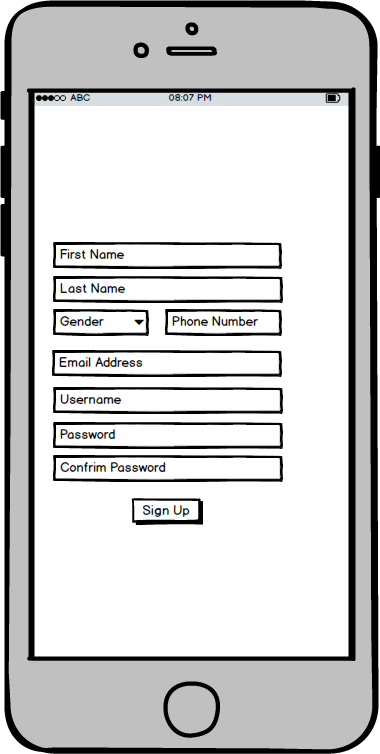 ABC 08:07 PM
First Name
Last Name
Gender Phone Number
Email Address
Username
Password
Confrim Password
Sign Up